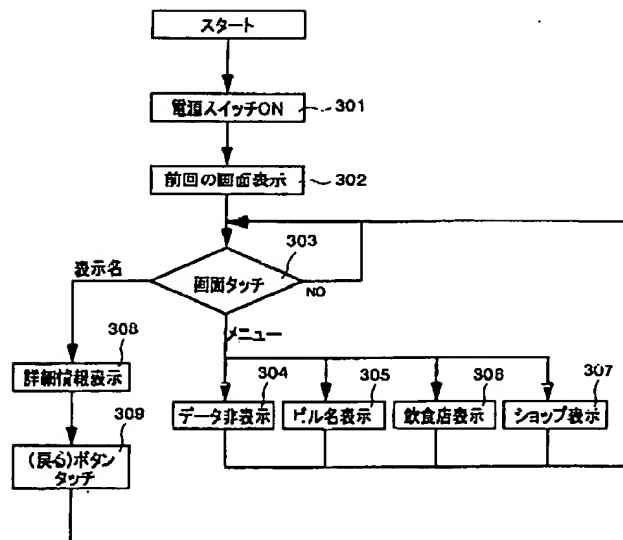 スタート
電源スイッチON
301
前回の画面表示
302
303
表示名
画面タッチ
NO
メニュー
308
詳細情報表示
304
305
306
307
データ非表示
ビル名表示
飲食店表示
ショップ表示
309
(戻る)ボタン
タッチ